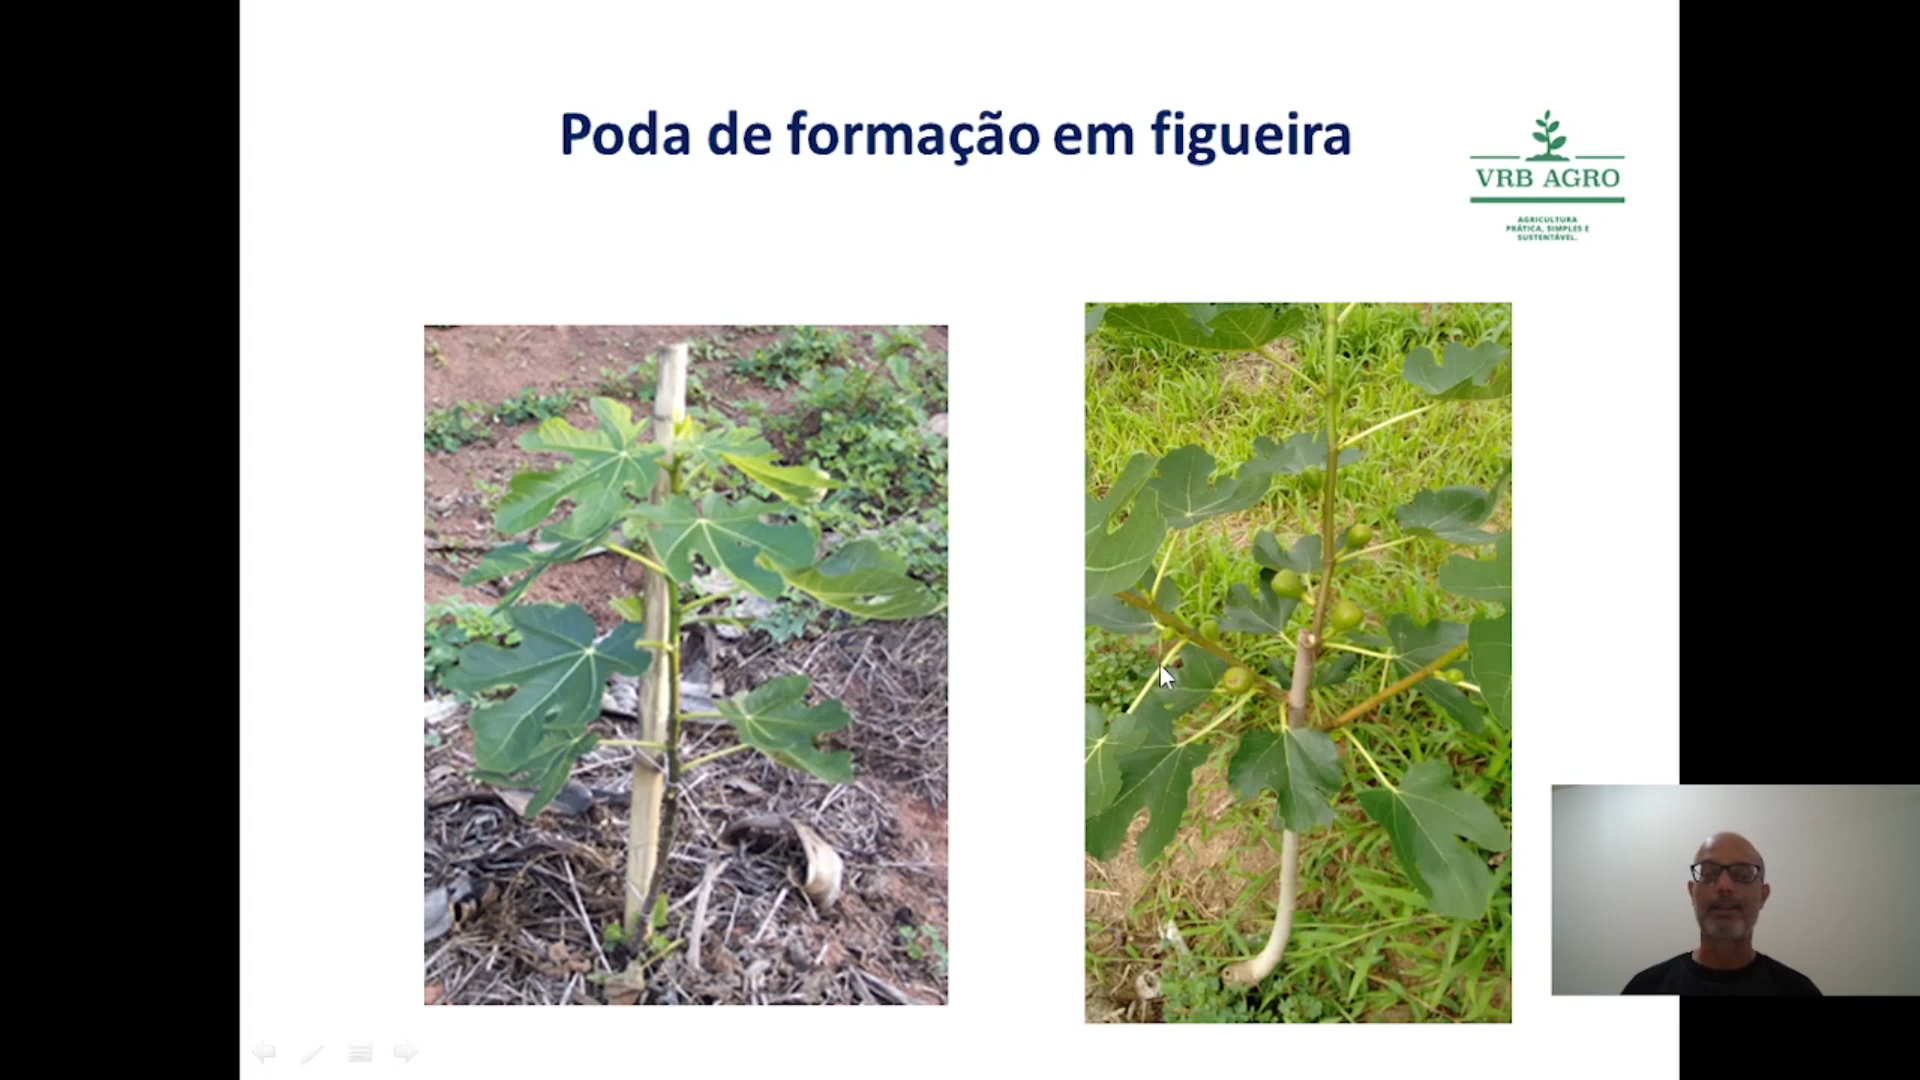 Poda de formação em figueira
VRB AGRO
AGRICULTURA
PRÁTICA, SIMPLES E
SUSTENTÁVEL.